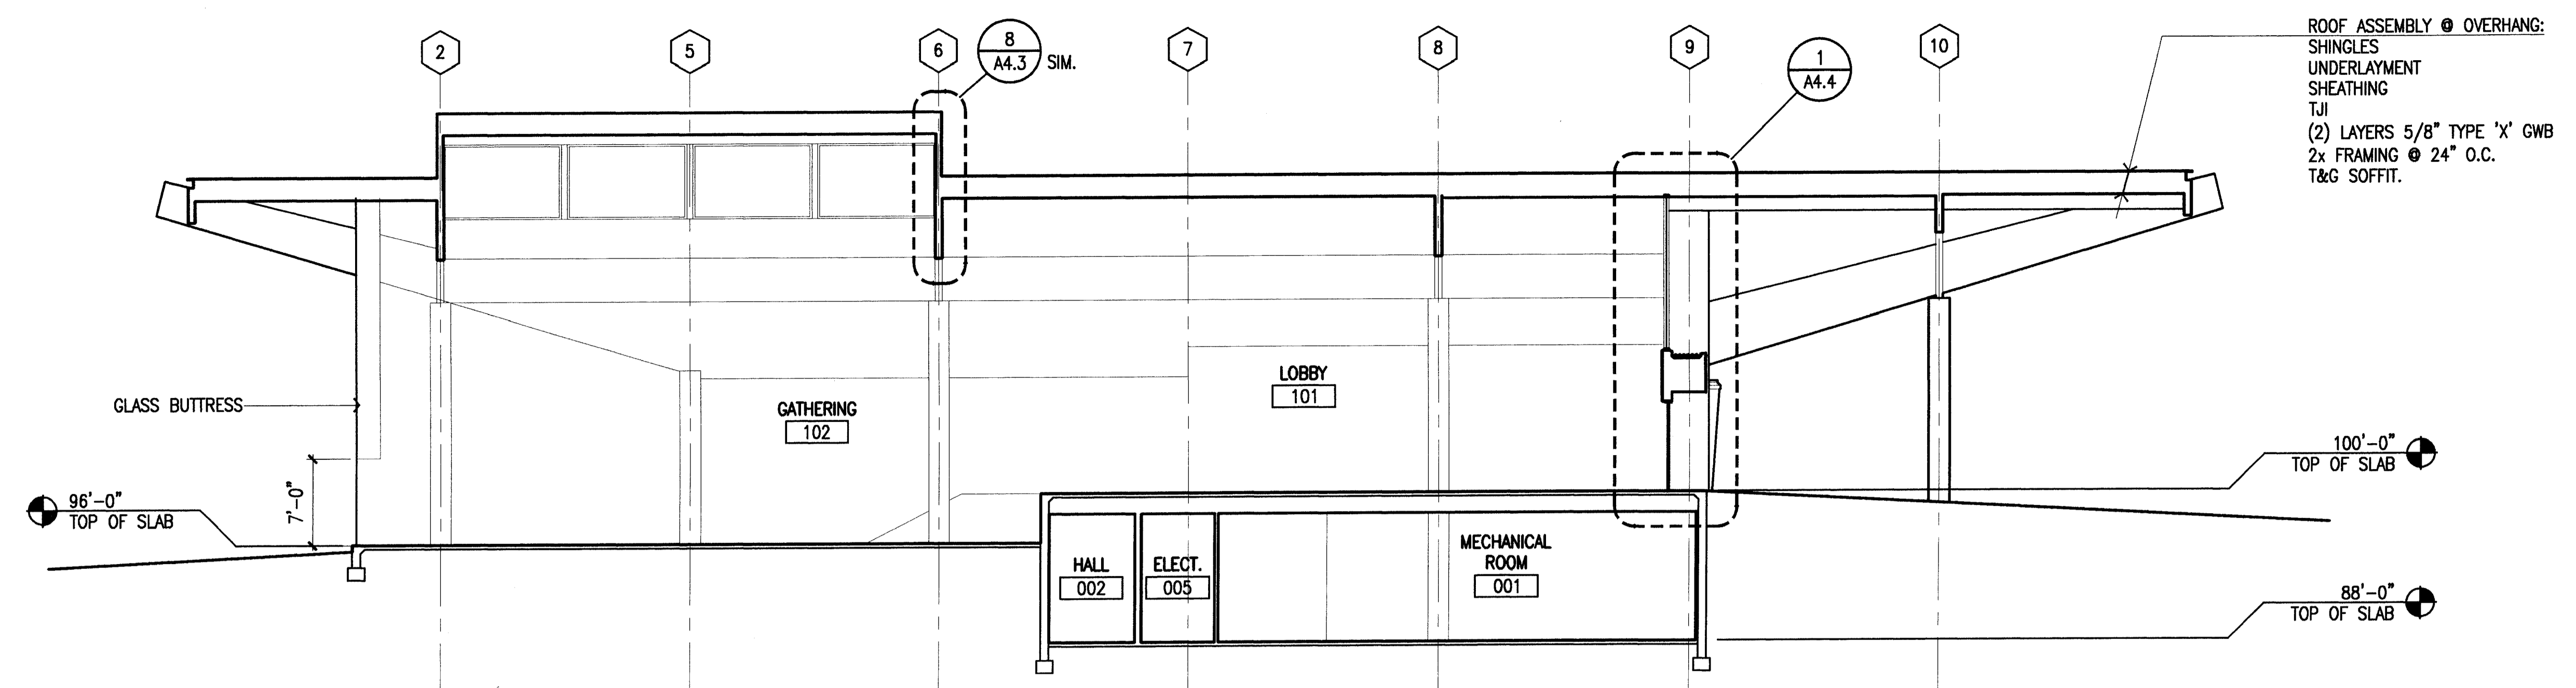 2
5
6
8
A4.3 SIM.
7
8
9
1
A4.4
10
ROOF ASSEMBLY @ OVERHANG:
SHINGLES
UNDERLAYMENT
SHEATHING
TJI
(2) LAYERS 5/8" TYPE 'X' GWB
2x FRAMING @ 24" O.C.
T&G SOFFIT.
GLASS BUTTRESS
GATHERING
102
LOBBY
101
7'-0"
96'-0"
TOP OF SLAB
100'-0"
TOP OF SLAB
HALL
002
ELECT.
005
MECHANICAL
ROOM
001
88'-0"
TOP OF SLAB